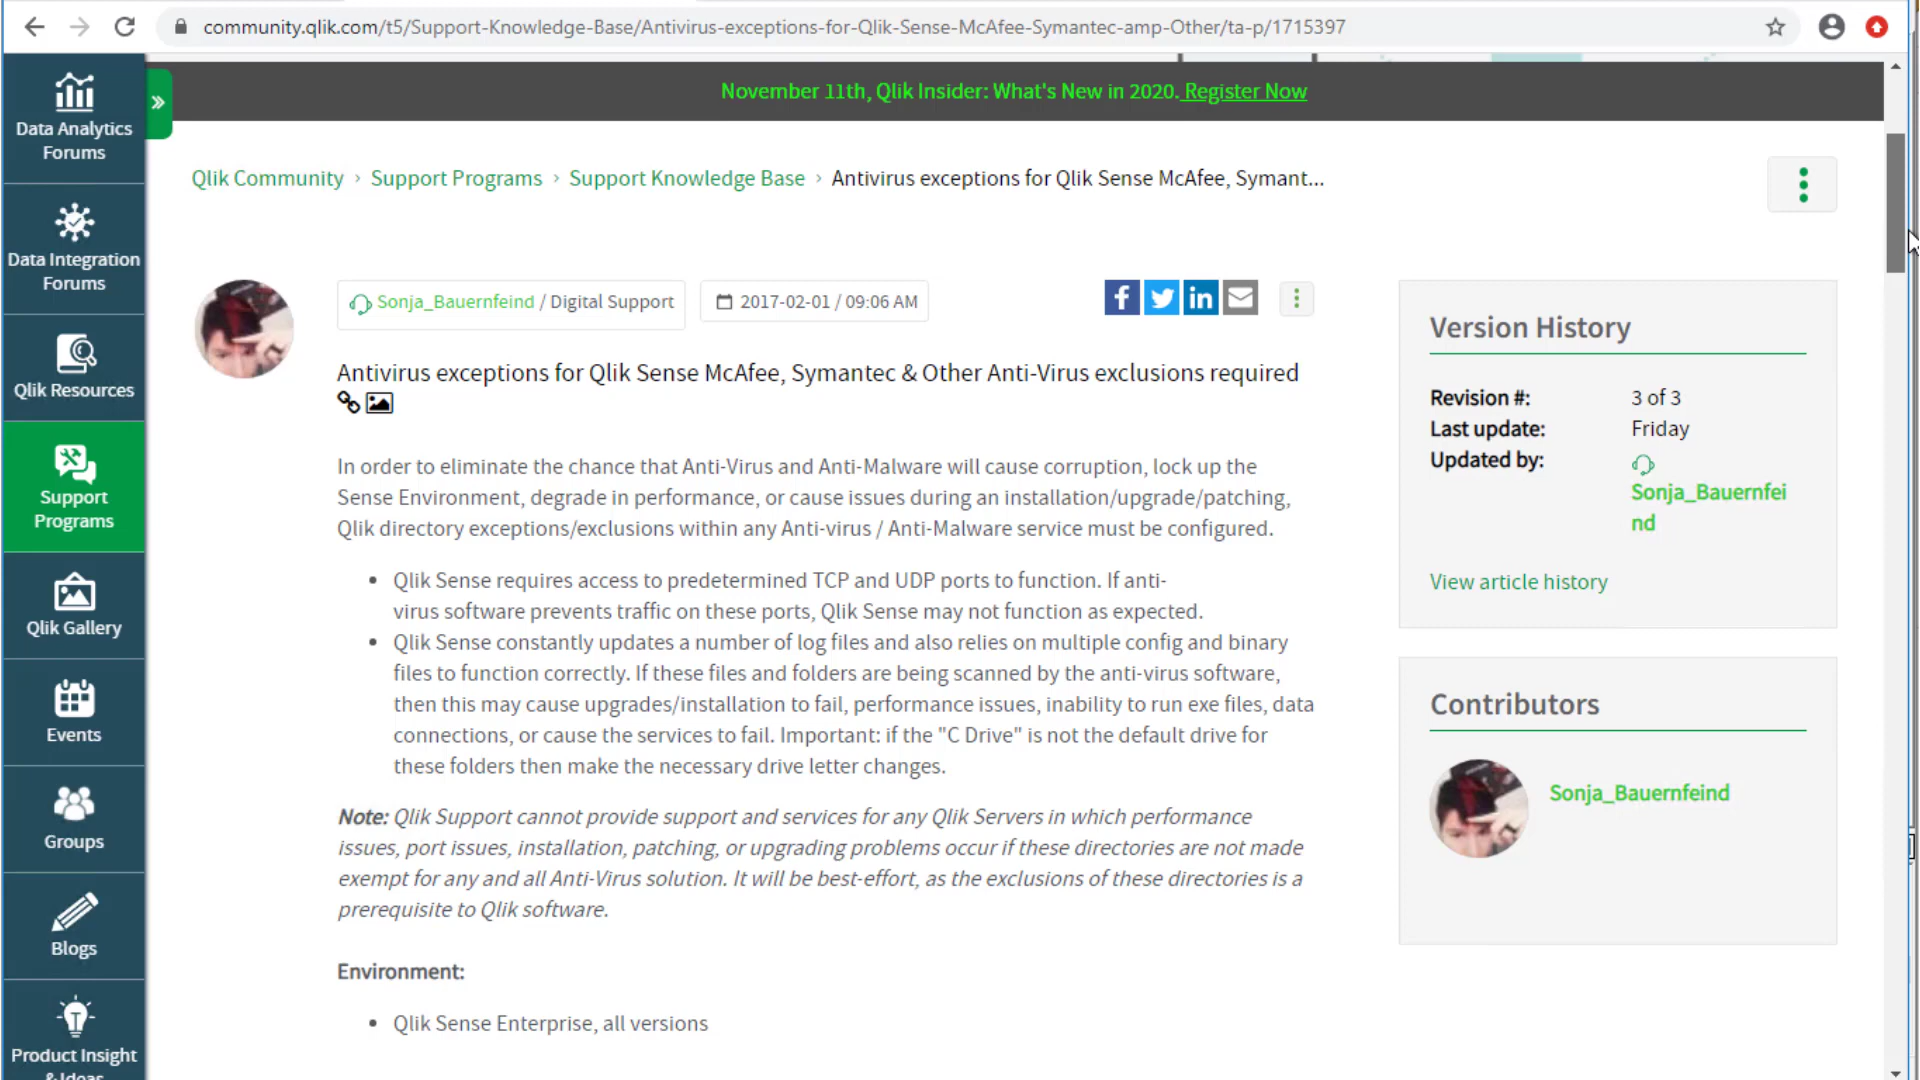 community.qlik.com/t5/Support-Knowledge-Base/Antivirus-exceptions-for-Qlik-Sense-McAfee-Symantec-amp-Other/ta-p/1715397
November 11th, Qlik Insider: What's New in 2020. Register Now
Data Analytics
Forums
Data Integration
Forums
Qlik Resources
Support
Programs
Qlik Gallery
Events
Groups
Blogs
Product Insight
& Ideas
Qlik Community › Support Programs › Support Knowledge Base › Antivirus exceptions for Qlik Sense McAfee, Symant...
Sonja_Bauernfeind / Digital Support
2017-02-01 / 09:06 AM
Antivirus exceptions for Qlik Sense McAfee, Symantec & Other Anti-Virus exclusions required
In order to eliminate the chance that Anti-Virus and Anti-Malware will cause corruption, lock up the
Sense Environment, degrade in performance, or cause issues during an installation/upgrade/patching,
Qlik directory exceptions/exclusions within any Anti-virus / Anti-Malware service must be configured.
• Qlik Sense requires access to predetermined TCP and UDP ports to function. If anti-
virus software prevents traffic on these ports, Qlik Sense may not function as expected.
• Qlik Sense constantly updates a number of log files and also relies on multiple config and binary
files to function correctly. If these files and folders are being scanned by the anti-virus software,
then this may cause upgrades/installation to fail, performance issues, inability to run exe files, data
connections, or cause the services to fail. Important: if the "C Drive" is not the default drive for
these folders then make the necessary drive letter changes.
Note: Qlik Support cannot provide support and services for any Qlik Servers in which performance
issues, port issues, installation, patching, or upgrading problems occur if these directories are not made
exempt for any and all Anti-Virus solution. It will be best-effort, as the exclusions of these directories is a
prerequisite to Qlik software.
Environment:
• Qlik Sense Enterprise, all versions
Version History
Revision #: 3 of 3
Last update: Friday
Updated by:
Sonja_Bauernfei
nd
View article history
Contributors
Sonja_Bauernfeind